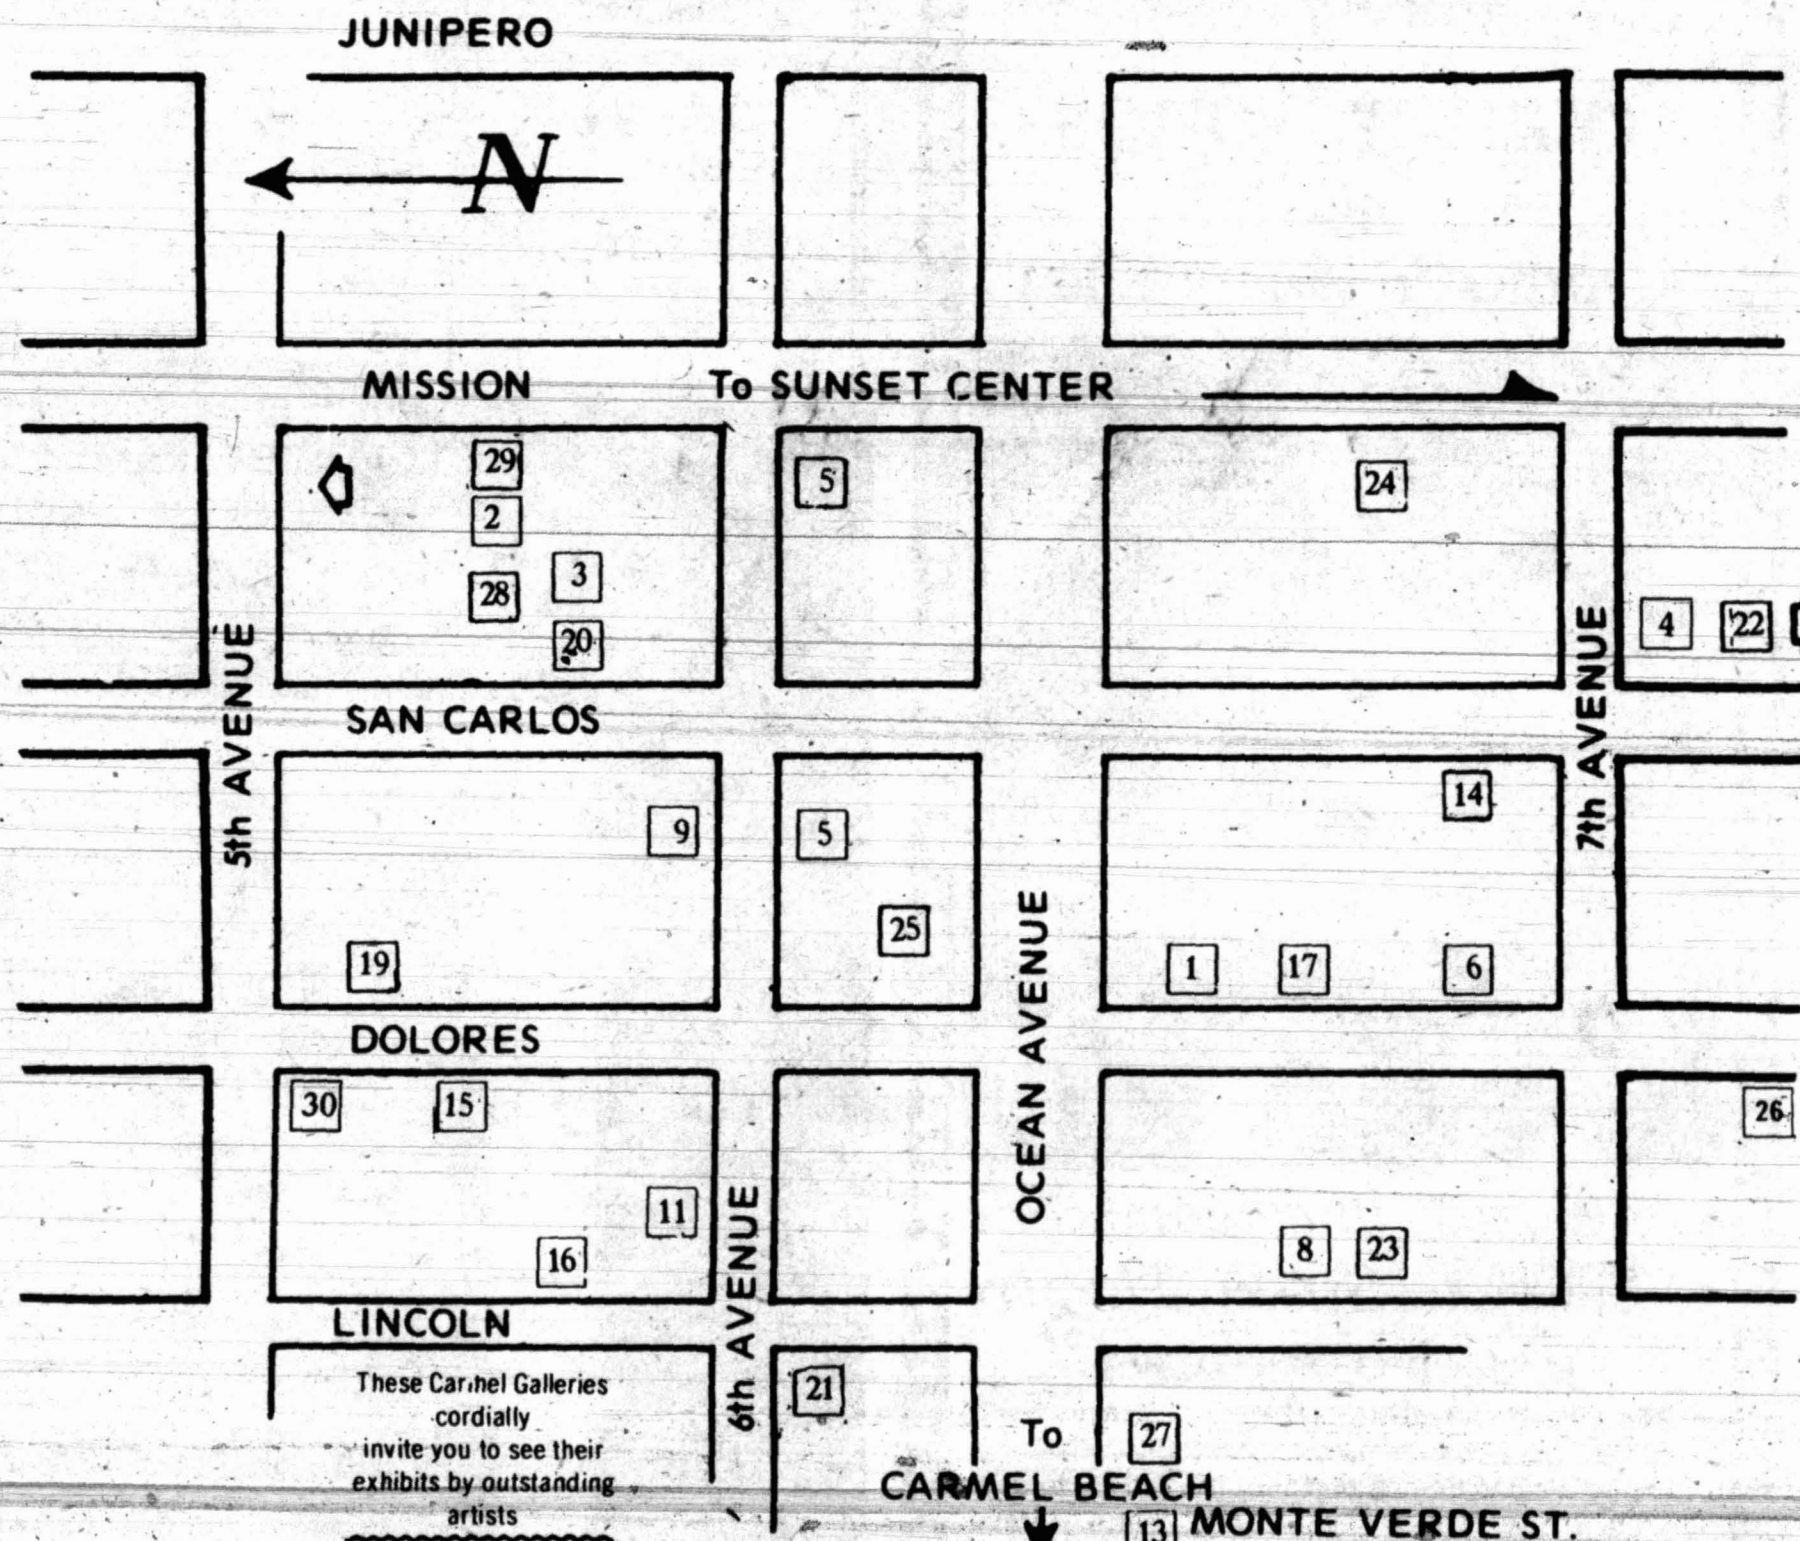 JUNIPERO
N
MISSION To SUNSET CENTER
29
5
24
2
3
28
4
22
20
5th AVENUE
7th AVENUE
SAN CARLOS
14
9
5
25
19
1
17
6
OCEAN AVENUE
DOLORES
30
15
26
11
16
8
23
6th AVENUE
LINCOLN
These Carmel Galleries
cordially
invite you to see their
exhibits by outstanding
artists
21
To
27
CARMEL BEACH
13
MONTE VERDE ST.